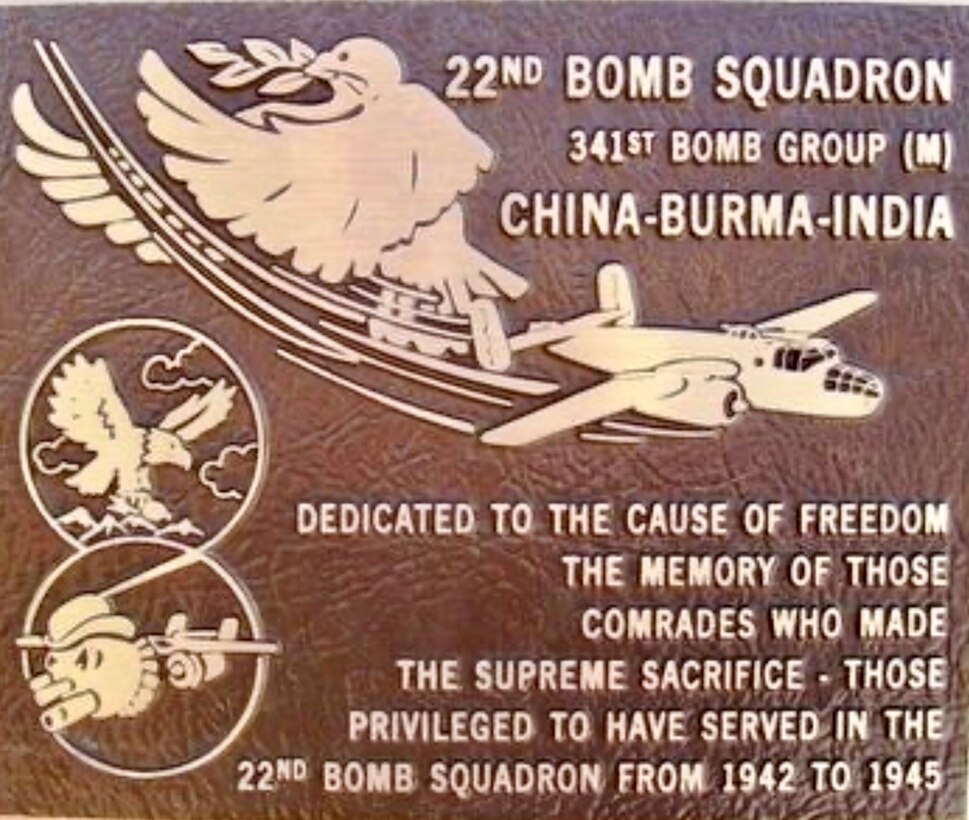 22ND BOMB SQUADRON
341ST BOMB GROUP (M)
CHINA-BURMA-INDIA
DEDICATED TO THE CAUSE OF FREEDOM
THE MEMORY OF THOSE
COMRADES WHO MADE
THE SUPREME SACRIFICE - THOSE
PRIVILEGED TO HAVE SERVED IN THE
22ND BOMB SQUADRON FROM 1942 TO 1945